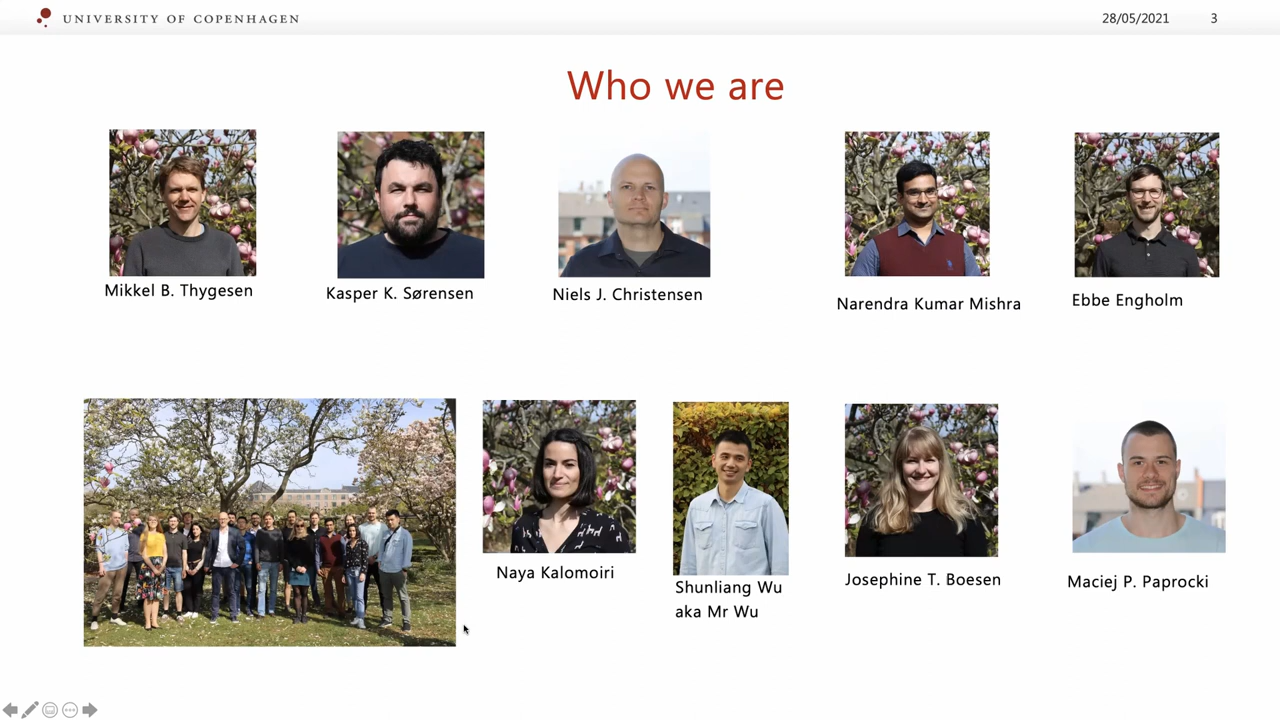 UNIVERSITY OF COPENHAGEN
28/05/2021
3
Who we are
Mikkel B. Thygesen
Kasper K. Sørensen
Niels J. Christensen
Narendra Kumar Mishra
Ebbe Engholm
Naya Kalomoiri
Shunliang Wu
aka Mr Wu
Josephine T. Boesen
Maciej P. Paprocki